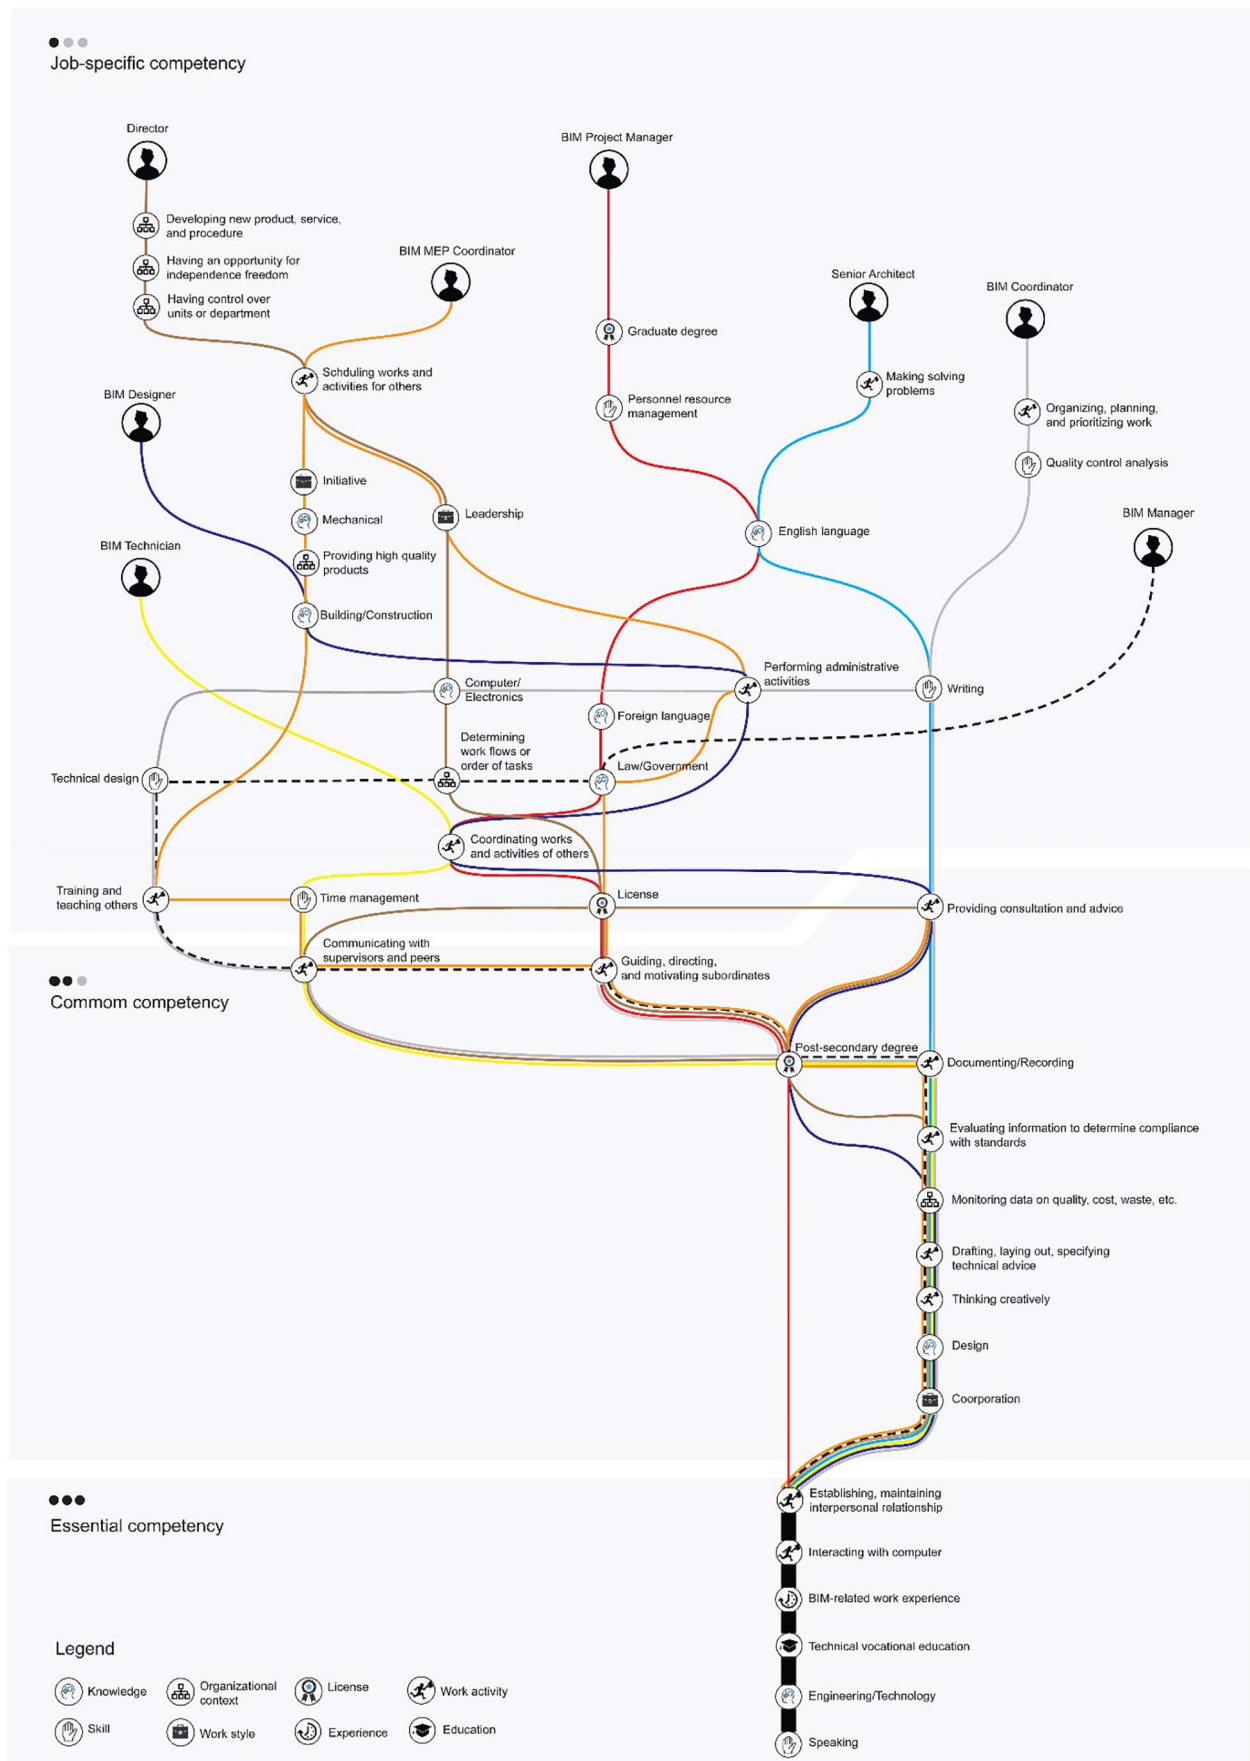 Job-specific competency
Director
BIM Project Manager
Developing new product, service,
and procedure
BIM MEP Coordinator
Having an opportunity for
independence freedom
Senior Architect
BIM Coordinator
Having control over
units or department
Graduate degree
Schduling works and
activities for others
Making solving
problems
BIM Designer
Personnel resource
management
Organizing, planning,
and prioritizing work
Quality control analysis
Initiative
Leadership
BIM Manager
Mechanical
English language
BIM Technician
Providing high quality
products
Building/Construction
Performing administrative
activities
Computer/
Electronics
Writing
Foreign language
Determining
work flows or
order of tasks
Law/Government
Technical design
Coordinating works
and activities of others
Training and
teaching others
Time management
License
Providing consultation and advice
Communicating with
supervisors and peers
Guiding, directing,
and motivating subordinates
Commom competency
Post-secondary degree
Documenting/Recording
Evaluating information to determine compliance
with standards
Monitoring data on quality, cost, waste, etc.
Drafting, laying out, specifying
technical advice
Thinking creatively
Design
Coorporation
Essential competency
Establishing, maintaining
interpersonal relationship
Interacting with computer
BIM-related work experience
Technical vocational education
Engineering/Technology
Speaking
Legend
Knowledge
Organizational
context
License
Work activity
Skill
Work style
Experience
Education